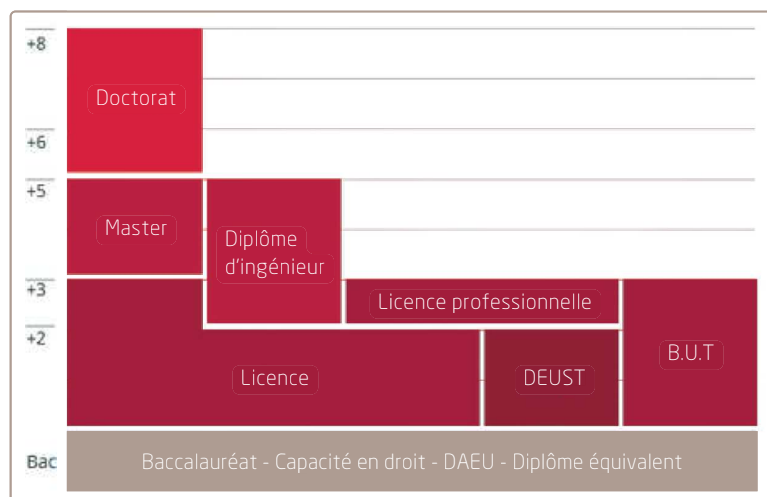 +8
Doctorat
+6
+5
Master
Diplôme
d'ingénieur
+3
Licence professionnelle
+2
B.U.T
Licence
DEUST
Bac
Baccalauréat - Capacité en droit - DAEU - Diplôme équivalent